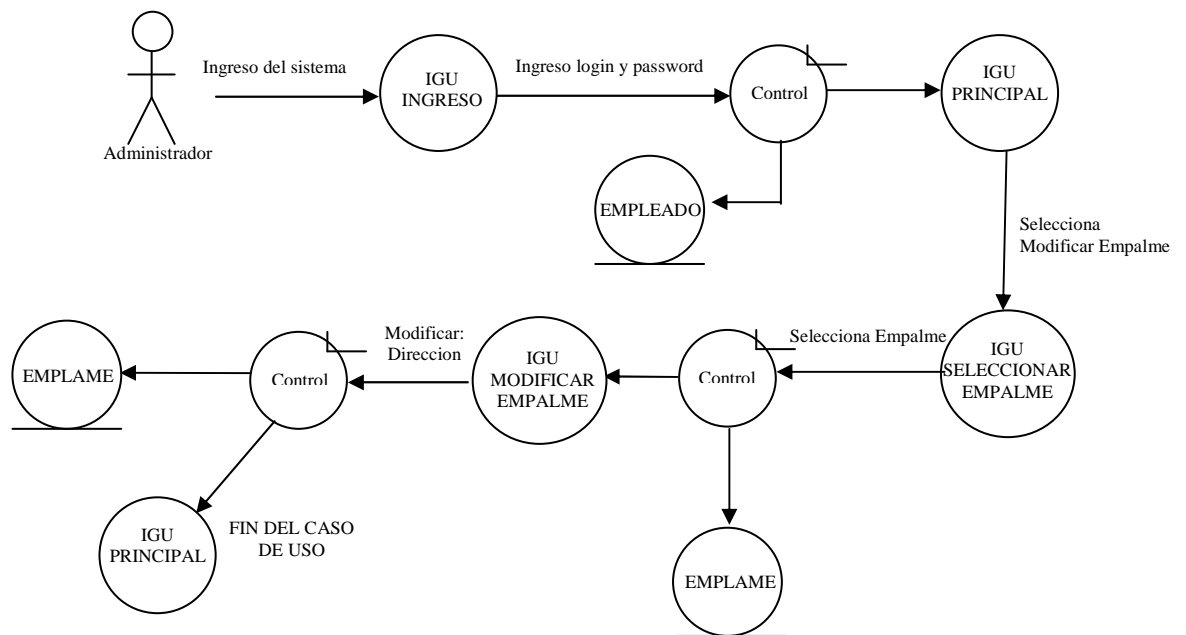 Ingreso del sistema
Ingreso login y password
IGU
INGRESO
Control
IGU
PRINCIPAL
Administrador
EMPLEADO
Selecciona
Modificar Empalme
EMPLAME
Control
Modificar:
Direccion
IGU
MODIFICAR
EMPALME
Control
Selecciona Empalme
IGU
SELECCIONAR
EMPALME
IGU
PRINCIPAL
FIN DEL CASO
DE USO
EMPLAME